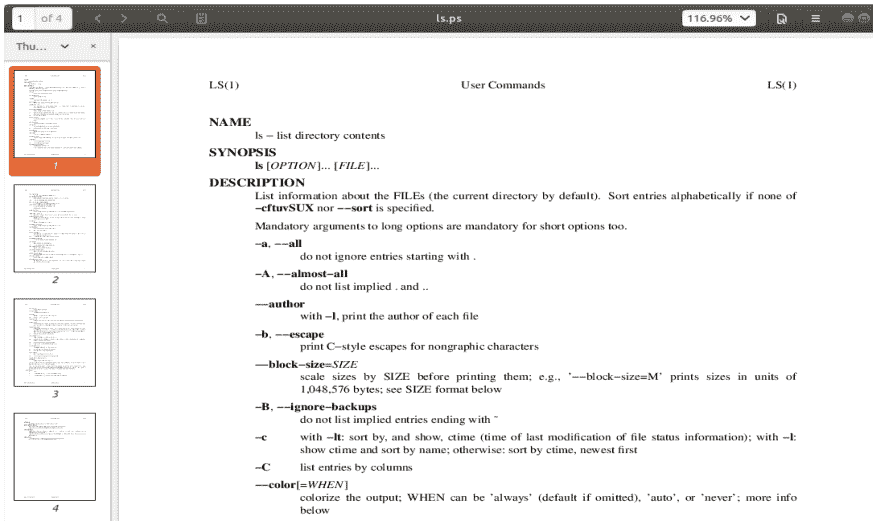 1 of 4
ls.ps
116.96%
Thu...
1
2
3
4
LS(1) User Commands LS(1)
NAME
ls − list directory contents
SYNOPSIS
ls [OPTION]... [FILE]...
DESCRIPTION
List information about the FILEs (the current directory by default). Sort entries alphabetically if none of
−cftuvSUX nor −−sort is specified.
Mandatory arguments to long options are mandatory for short options too.
−a, −−all
do not ignore entries starting with .
−A, −−almost−all
do not list implied . and ..
−−author
with −l, print the author of each file
−b, −−escape
print C−style escapes for nongraphic characters
−−block−size=SIZE
scale sizes by SIZE before printing them; e.g., '−−block−size=M' prints sizes in units of
1,048,576 bytes; see SIZE format below
−B, −−ignore−backups
do not list implied entries ending with ~
−c with −lt: sort by, and show, ctime (time of last modification of file status information); with −l:
show ctime and sort by name; otherwise: sort by ctime, newest first
−C list entries by columns
−−color[=WHEN]
colorize the output; WHEN can be 'always' (default if omitted), 'auto', or 'never'; more info
below